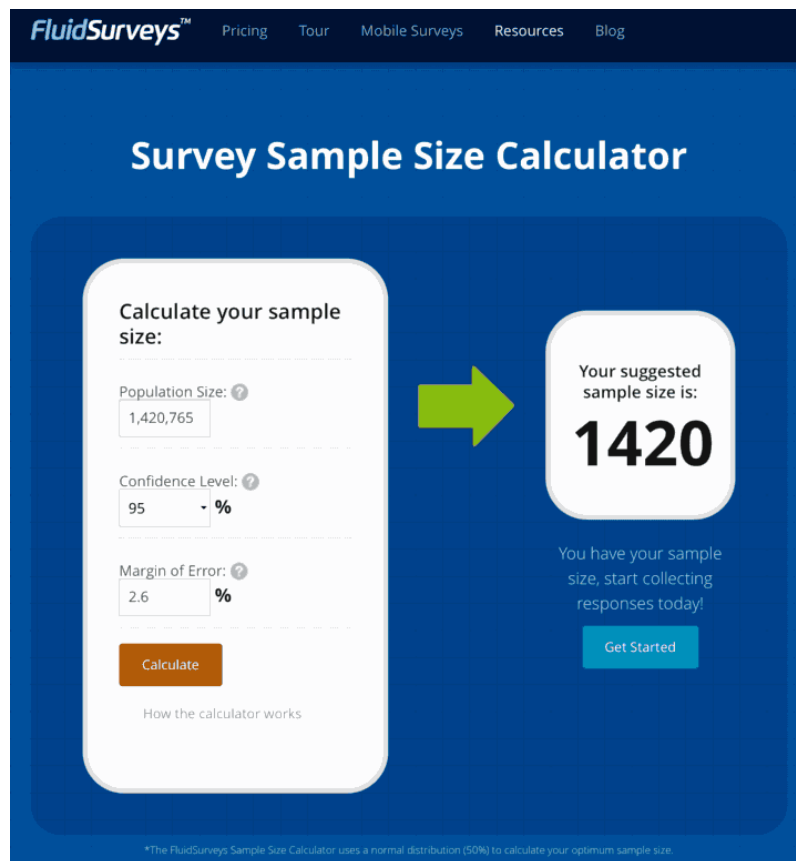 FluidSurveys™ Pricing Tour Mobile Surveys Resources Blog
Survey Sample Size Calculator
Calculate your sample
size:
Population Size: ?
1,420,765
Confidence Level: ?
95 %
Margin of Error: ?
2.6 %
Calculate
How the calculator works
Your suggested
sample size is:
1420
You have your sample
size, start collecting
responses today!
Get Started
*The FluidSurveys Sample Size Calculator uses a normal distribution (50%) to calculate your optimum sample size.